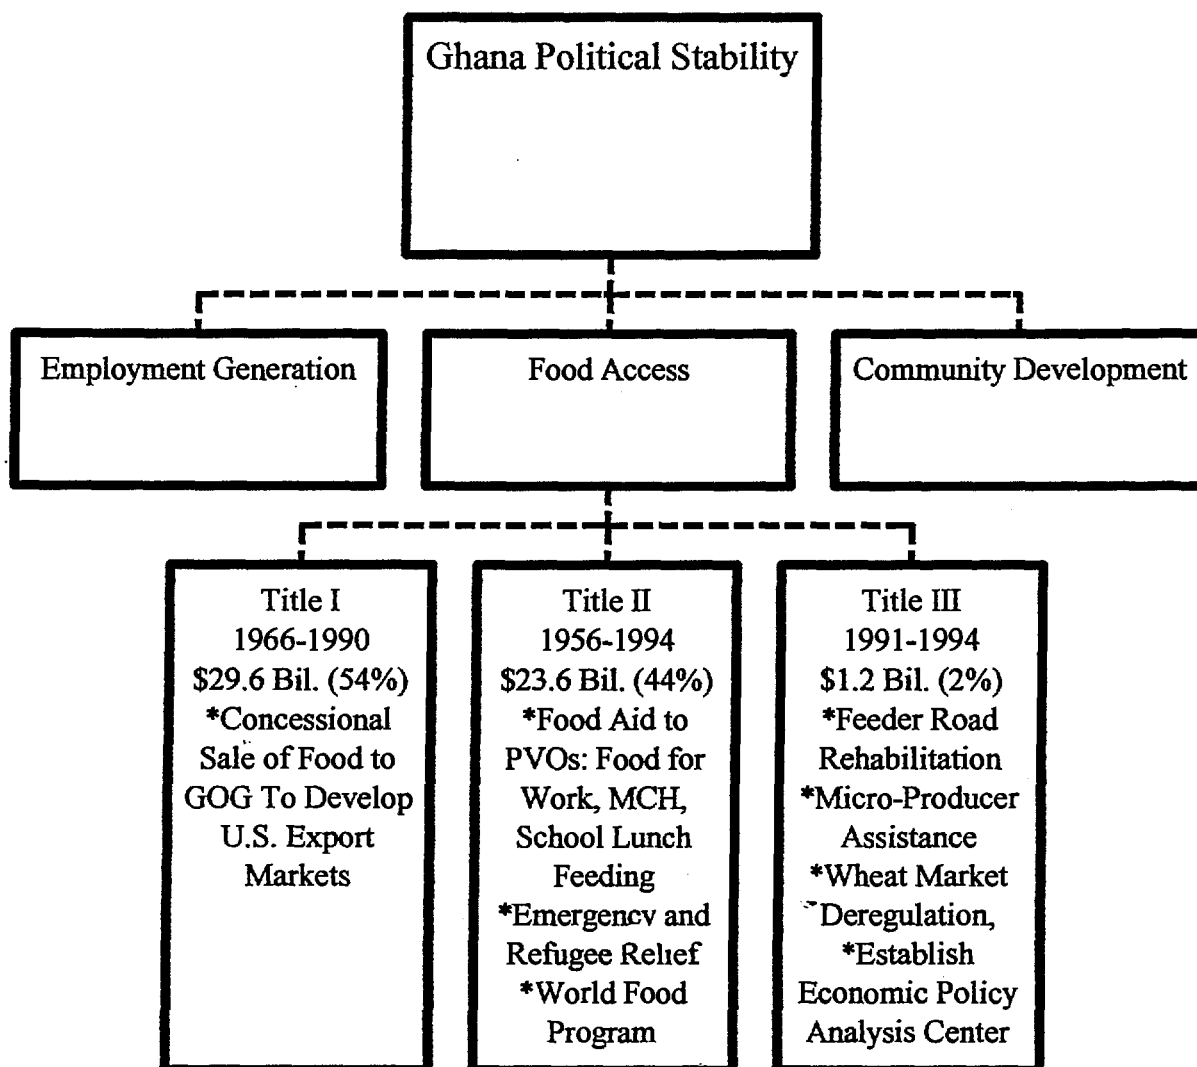 Ghana Political Stability
Employment Generation
Food Access
Community Development
Title I
1966-1990
$29.6 Bil. (54%)
*Concessional
Sale of Food to
GOG To Develop
U.S. Export
Markets
Title II
1956-1994
$23.6 Bil. (44%)
*Food Aid to
PVOs: Food for
Work, MCH,
School Lunch
Feeding
*Emergency and
Refugee Relief
*World Food
Program
Title III
1991-1994
$1.2 Bil. (2%)
*Feeder Road
Rehabilitation
*Micro-Producer
Assistance
*Wheat Market
Deregulation,
*Establish
Economic Policy
Analysis Center